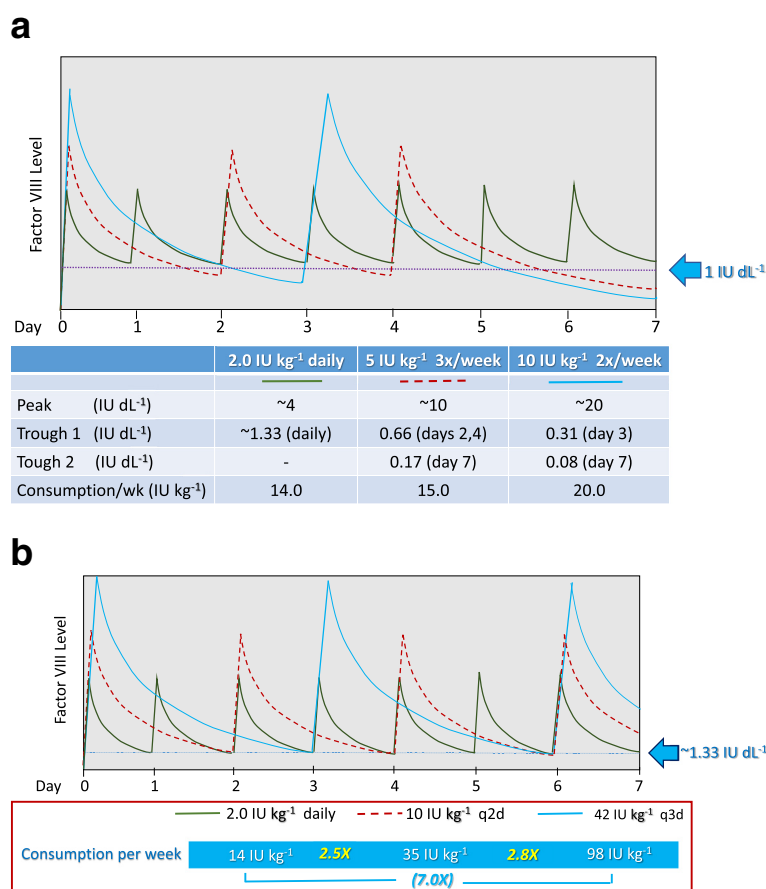 a
Factor VIII Level
1 IU dL-1
Day 0 1 2 3 4 5 6 7
2.0 IU kg-1 daily 5 IU kg-1 3x/week 10 IU kg-1 2x/week
Peak (IU dL-1) ~4 ~10 ~20
Trough 1 (IU dL-1) ~1.33 (daily) 0.66 (days 2,4) 0.31 (day 3)
Tough 2 (IU dL-1) - 0.17 (day 7) 0.08 (day 7)
Consumption/wk (IU kg-1) 14.0 15.0 20.0
b
Factor VIII Level
~1.33 IU dL-1
Day 0 1 2 3 4 5 6 7
2.0 IU kg-1 daily 10 IU kg-1 q2d 42 IU kg-1 q3d
Consumption per week 14 IU kg-1 2.5X 35 IU kg-1 2.8X 98 IU kg-1
(7.0X)